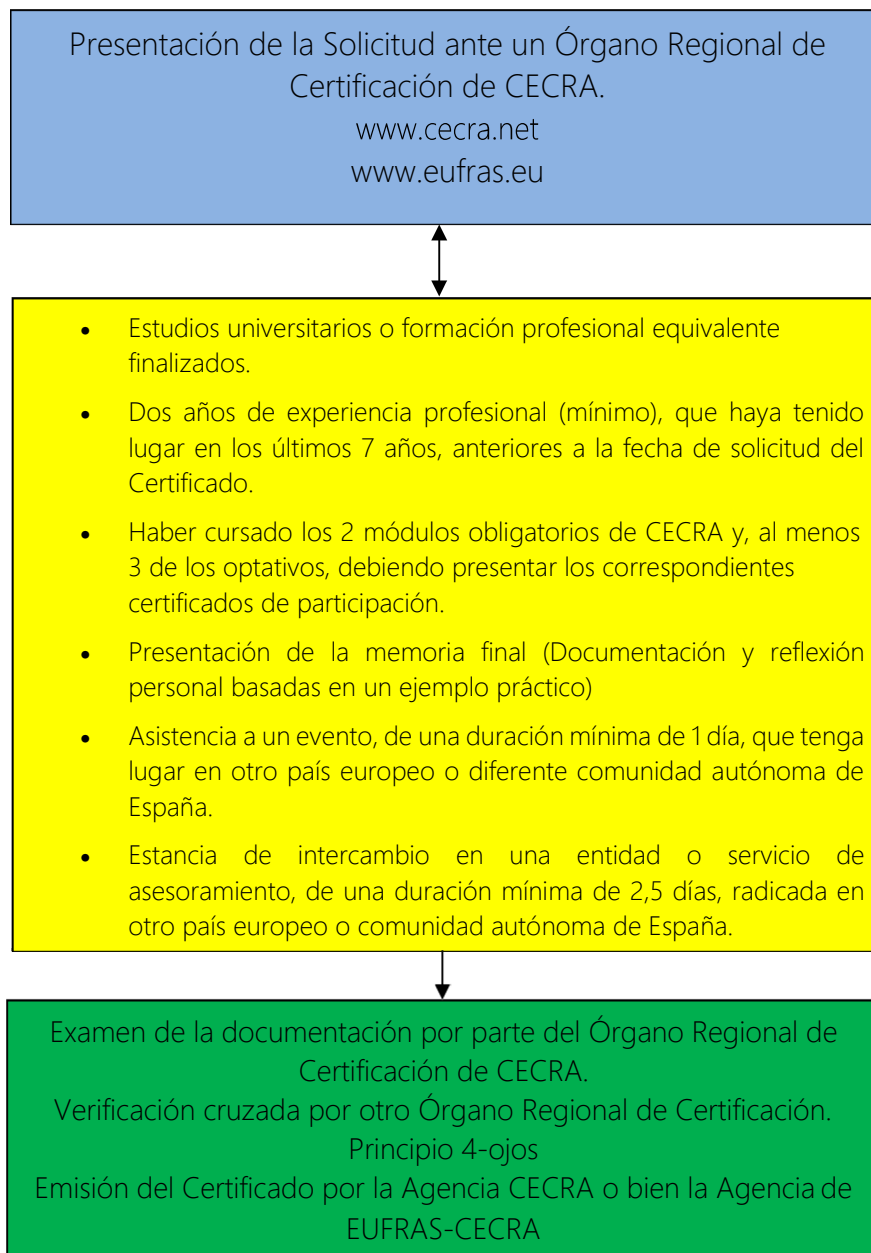 Presentación de la Solicitud ante un Órgano Regional de
Certificación de CECRA.
www.cecra.net
www.eufras.eu
• Estudios universitarios o formación profesional equivalente
finalizados.
• Dos años de experiencia profesional (mínimo), que haya tenido
lugar en los últimos 7 años, anteriores a la fecha de solicitud del
Certificado.
• Haber cursado los 2 módulos obligatorios de CECRA y, al menos
3 de los optativos, debiendo presentar los correspondientes
certificados de participación.
• Presentación de la memoria final (Documentación y reflexión
personal basadas en un ejemplo práctico)
• Asistencia a un evento, de una duración mínima de 1 día, que tenga
lugar en otro país europeo o diferente comunidad autónoma de
España.
• Estancia de intercambio en una entidad o servicio de
asesoramiento, de una duración mínima de 2,5 días, radicada en
otro país europeo o comunidad autónoma de España.
Examen de la documentación por parte del Órgano Regional de
Certificación de CECRA.
Verificación cruzada por otro Órgano Regional de Certificación.
Principio 4-ojos
Emisión del Certificado por la Agencia CECRA o bien la Agencia de
EUFRAS-CECRA